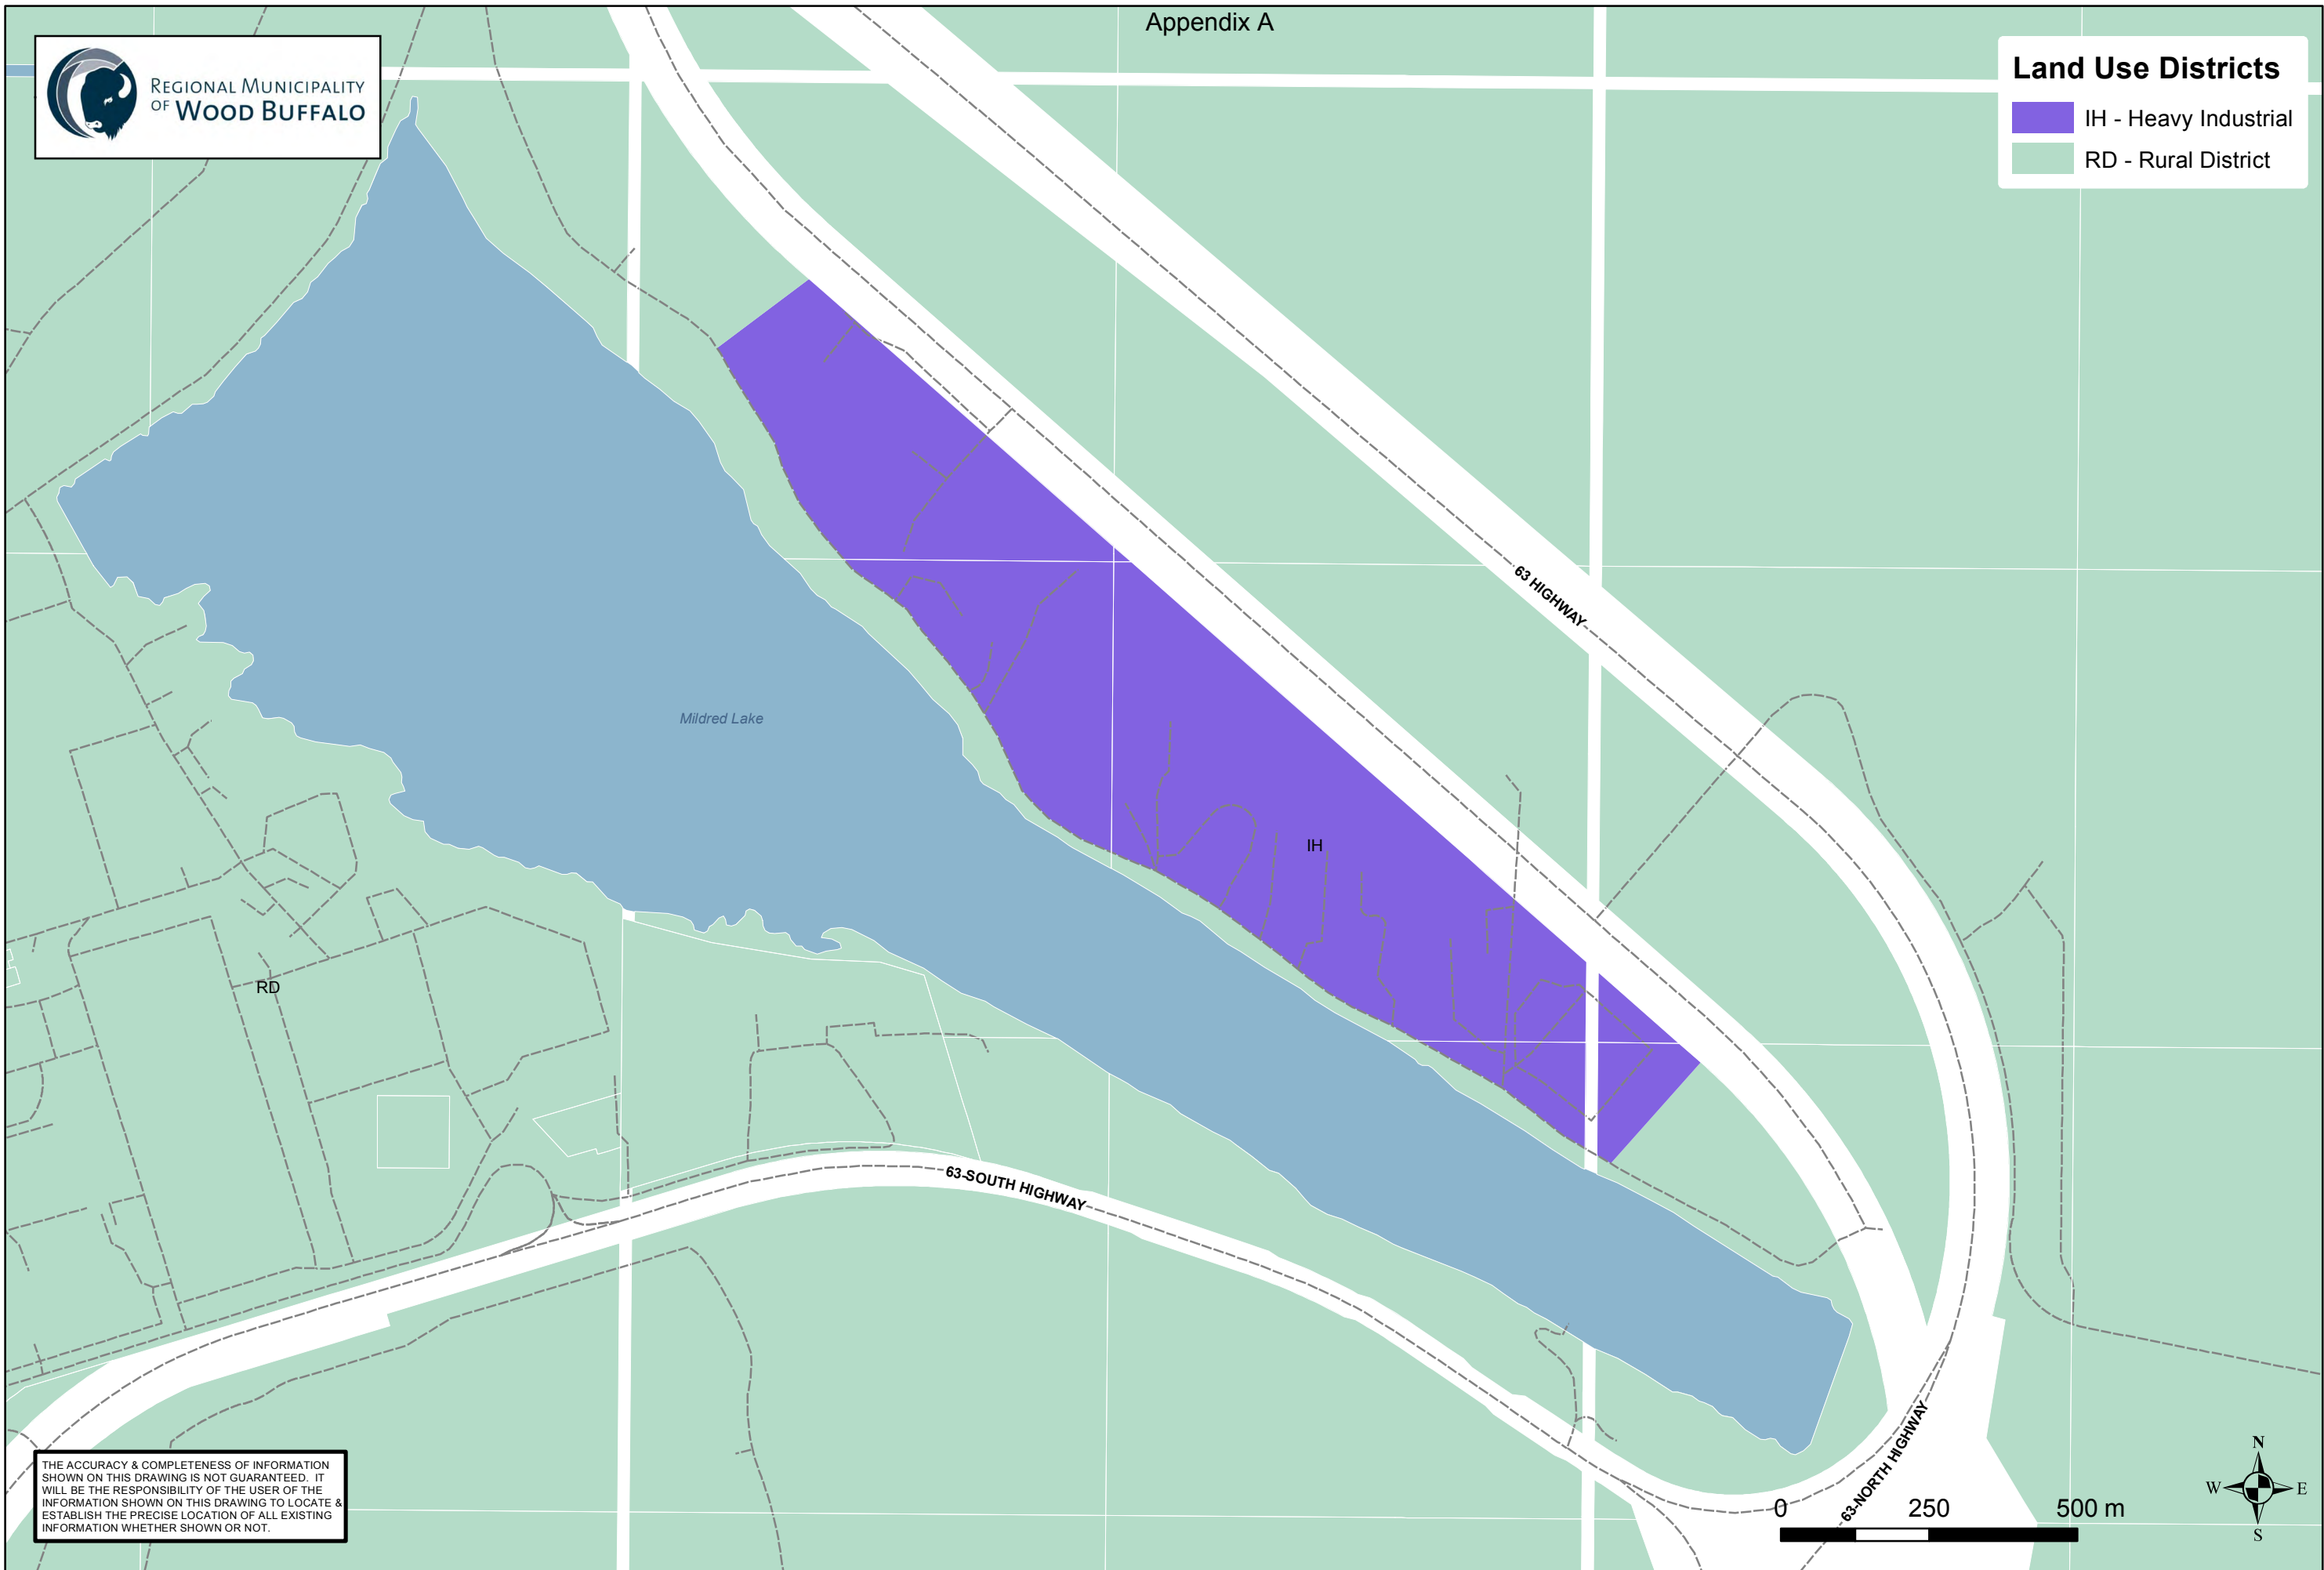 Appendix A
REGIONAL MUNICIPALITY
OF WOOD BUFFALO
Land Use Districts
IH - Heavy Industrial
RD - Rural District
63 HIGHWAY
Mildred Lake
IH
RD
63-SOUTH HIGHWAY
63-NORTH HIGHWAY
THE ACCURACY & COMPLETENESS OF INFORMATION
SHOWN ON THIS DRAWING IS NOT GUARANTEED. IT
WILL BE THE RESPONSIBILITY OF THE USER OF THE
INFORMATION SHOWN ON THIS DRAWING TO LOCATE &
ESTABLISH THE PRECISE LOCATION OF ALL EXISTING
INFORMATION WHETHER SHOWN OR NOT.
0 250 500 m
N
W E
S